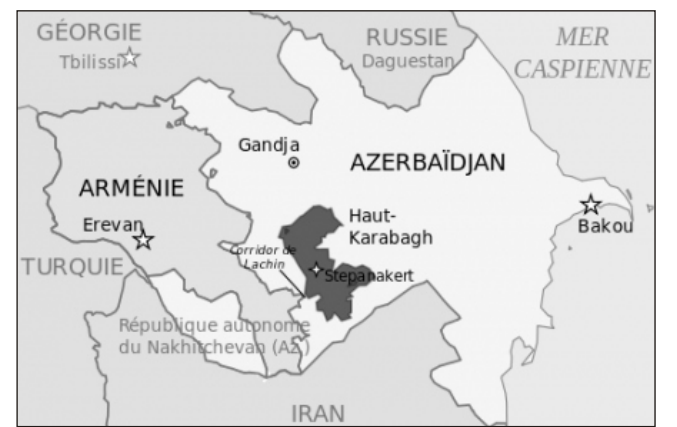 GÉORGIE
Tbilissi
RUSSIE
Daguestan
MER
CASPIENNE
Gandja
AZERBAÏDJAN
ARMÉNIE
Erevan
Haut-
Karabagh
Bakou
Corridor de
Lachin
Stepanakert
TURQUIE
République autonome
du Nakhitchevan (Az.)
IRAN